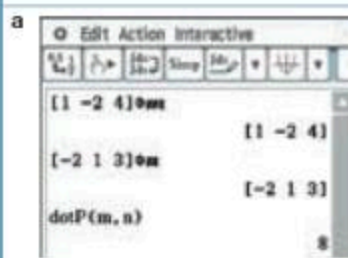 a
Edit Action Interactive
Simp
[1 -2 4]⇒m
[1 -2 4]
[-2 1 3]⇒n
[-2 1 3]
dotP(m,n)
8